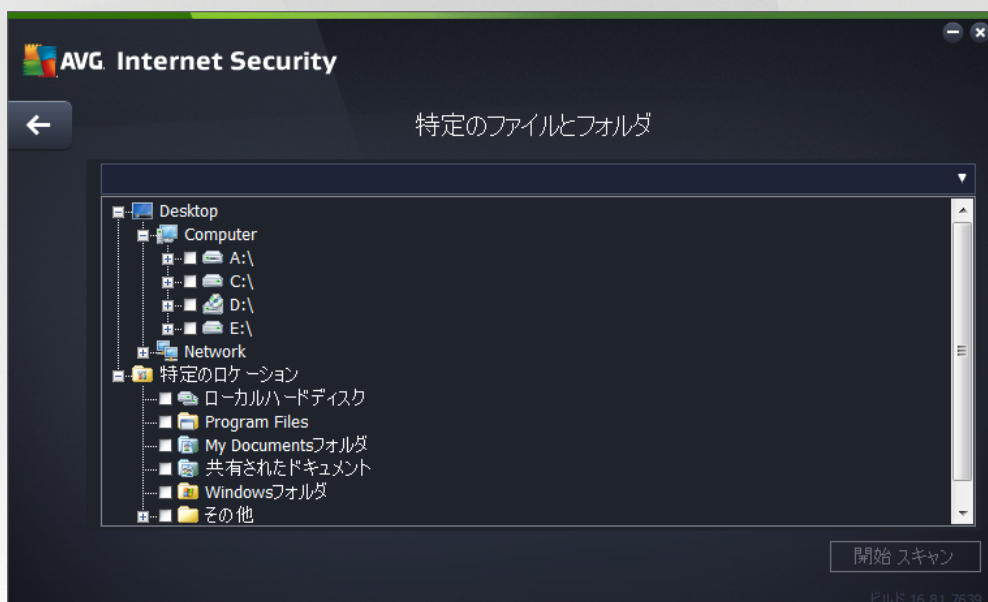 AVG. Internet Security
特定のファイルとフォルダ
Desktop
Computer
A:\
C:\
D:\
E:\
Network
特定のロケーション
ローカルハードディスク
Program Files
My Documentsフォルダ
共有されたドキュメント
Windowsフォルダ
その他
開始 スキャン
ビルド 16.81.7639